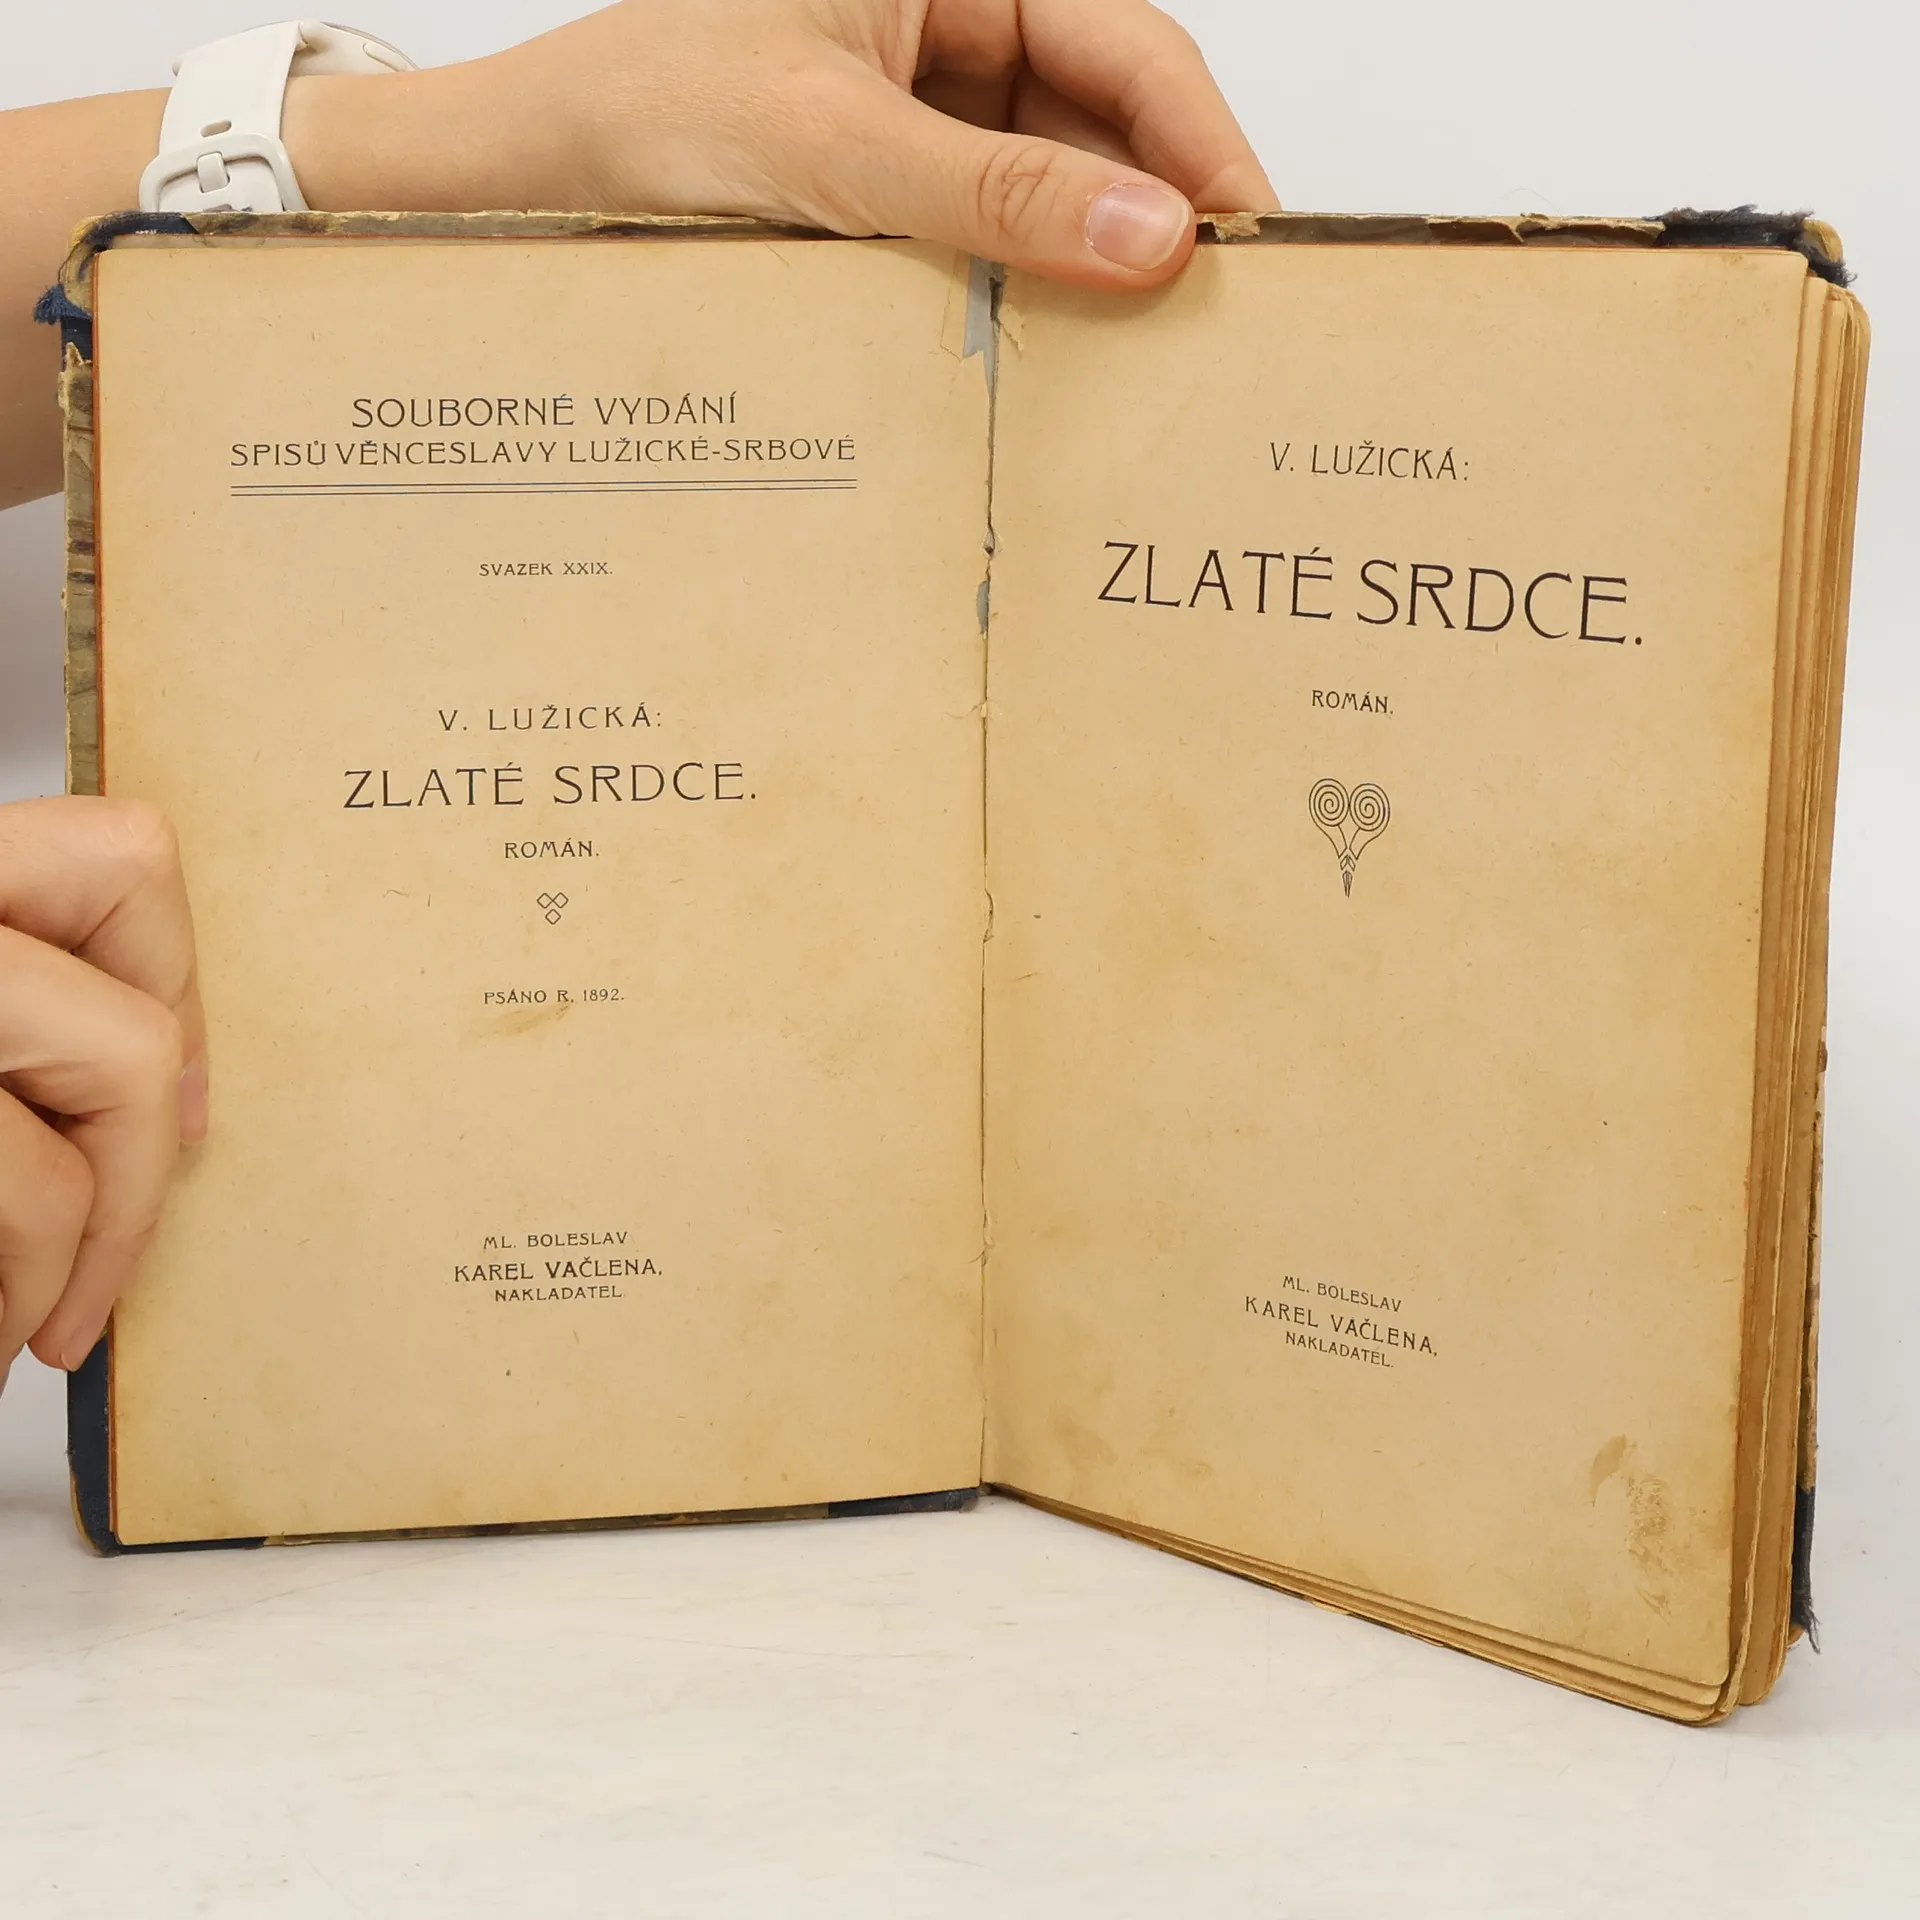 SOUBORNÉ VYDÁNÍ
SPISŮ VĚNCESLAVY LUŽICKÉ-SRBOVÉ
SVAZEK XXIX.
V. LUŽICKÁ:
ZLATÉ SRDCE.
ROMÁN.
PSÁNO R. 1892.
ML. BOLESLAV
KAREL VAČLENA,
NAKLADATEL
V. LUŽICKÁ:
ZLATÉ SRDCE.
ROMÁN.
ML. BOLESLAV
KAREL VAČLENA,
NAKLADATEL.